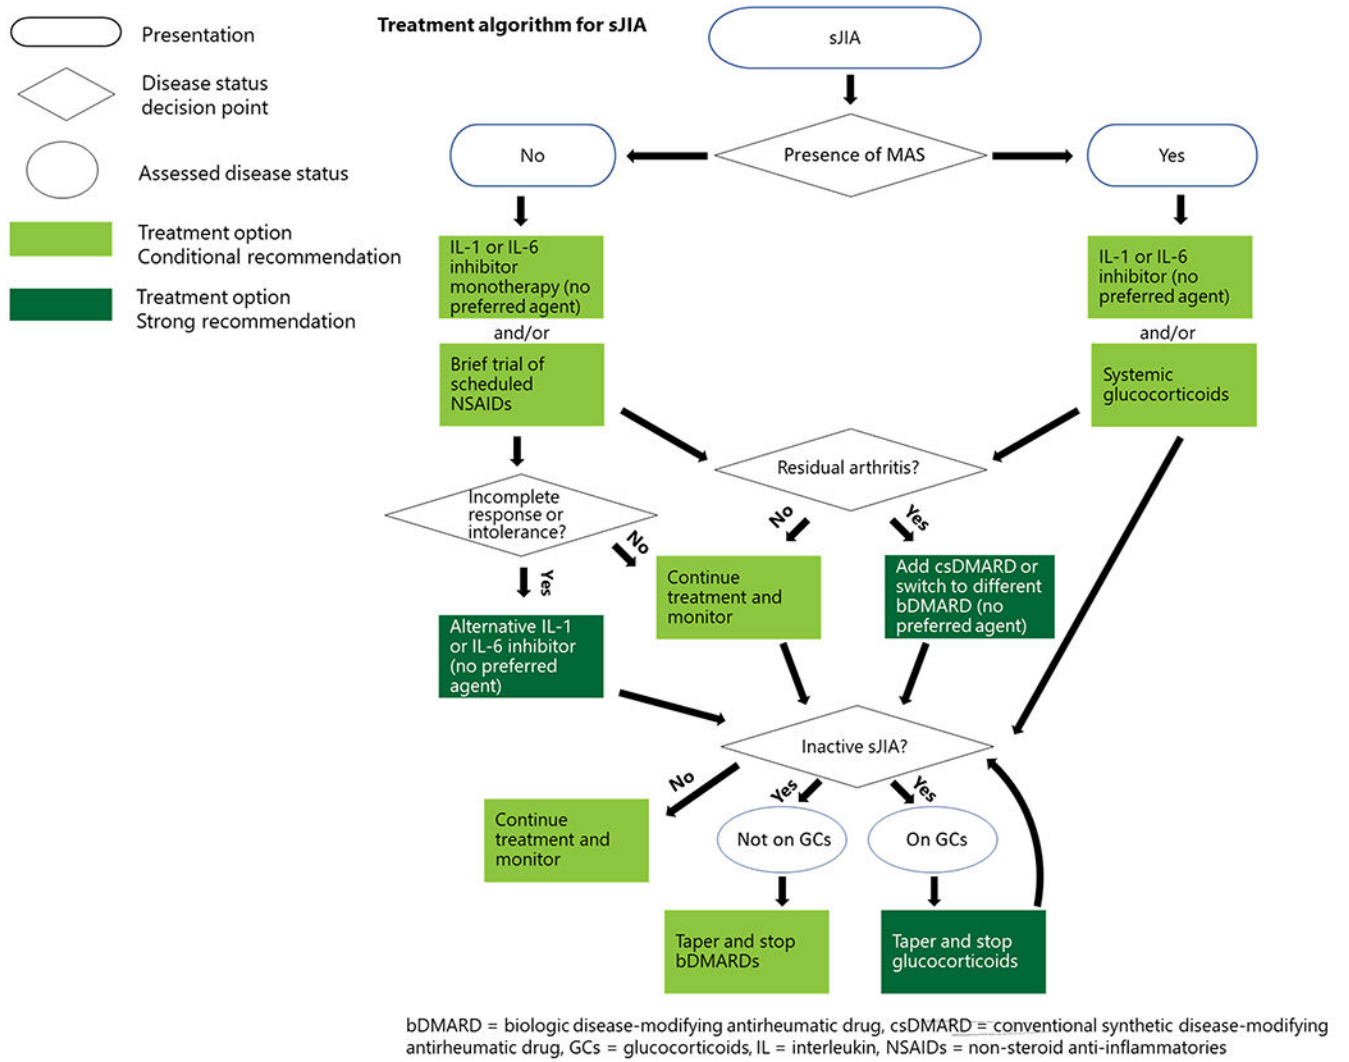 Treatment algorithm for sJIA
Presentation
Disease status
decision point
Assessed disease status
Treatment option
Conditional recommendation
Treatment option
Strong recommendation
sJIA
Presence of MAS
No
Yes
IL-1 or IL-6
inhibitor
monotherapy (no
preferred agent)
and/or
Brief trial of
scheduled
NSAIDs
IL-1 or IL-6
inhibitor (no
preferred agent)
and/or
Systemic
glucocorticoids
Residual arthritis?
No
Yes
Incomplete
response or
intolerance?
No
Yes
Continue
treatment and
monitor
Add csDMARD or
switch to different
bDMARD (no
preferred agent)
Alternative IL-1
or IL-6 inhibitor
(no preferred
agent)
Inactive sJIA?
No
Yes
Yes
Continue
treatment and
monitor
Not on GCs
On GCs
Taper and stop
bDMARDs
Taper and stop
glucocorticoids
bDMARD = biologic disease-modifying antirheumatic drug, csDMARD = conventional synthetic disease-modifying
antirheumatic drug, GCs = glucocorticoids, IL = interleukin, NSAIDs = non-steroid anti-inflammatories